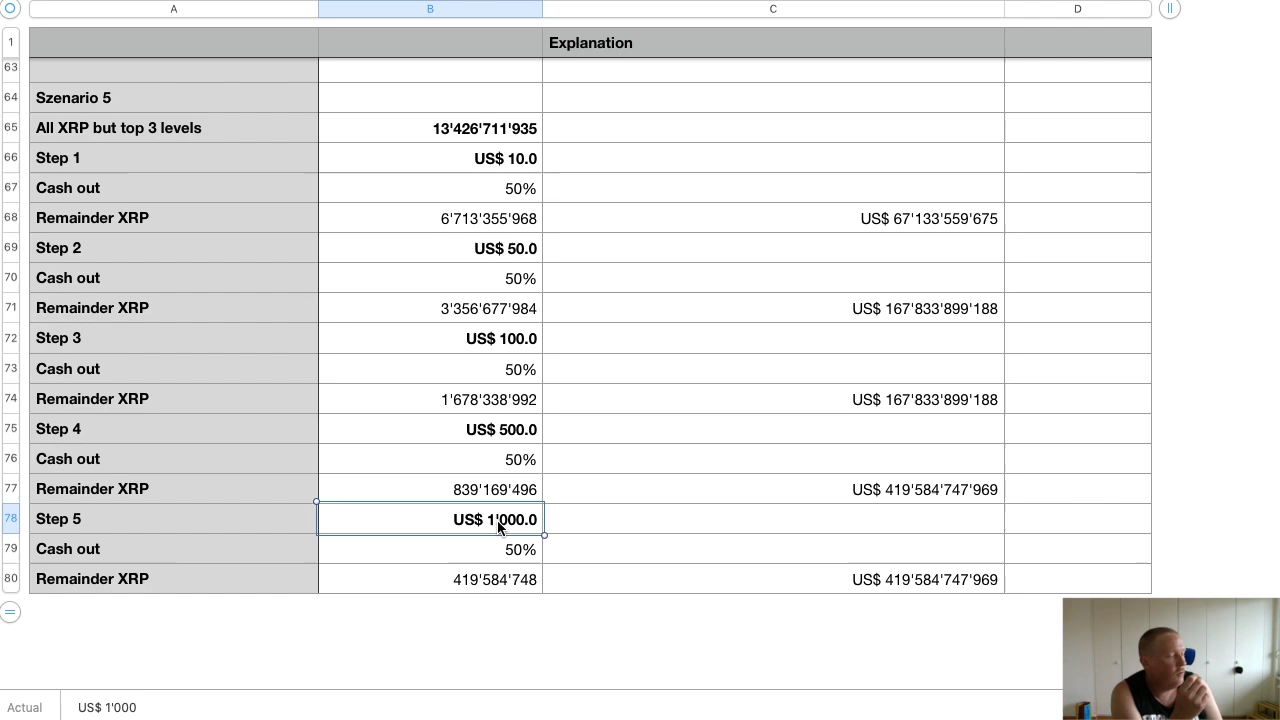 A B C D
1 Explanation
63
64 Szenario 5
65 All XRP but top 3 levels 13'426'711'935
66 Step 1 US$ 10.0
67 Cash out 50%
68 Remainder XRP 6'713'355'968 US$ 67'133'559'675
69 Step 2 US$ 50.0
70 Cash out 50%
71 Remainder XRP 3'356'677'984 US$ 167'833'899'188
72 Step 3 US$ 100.0
73 Cash out 50%
74 Remainder XRP 1'678'338'992 US$ 167'833'899'188
75 Step 4 US$ 500.0
76 Cash out 50%
77 Remainder XRP 839'169'496 US$ 419'584'747'969
78 Step 5 US$ 1'000.0
79 Cash out 50%
80 Remainder XRP 419'584'748 US$ 419'584'747'969
Actual US$ 1'000